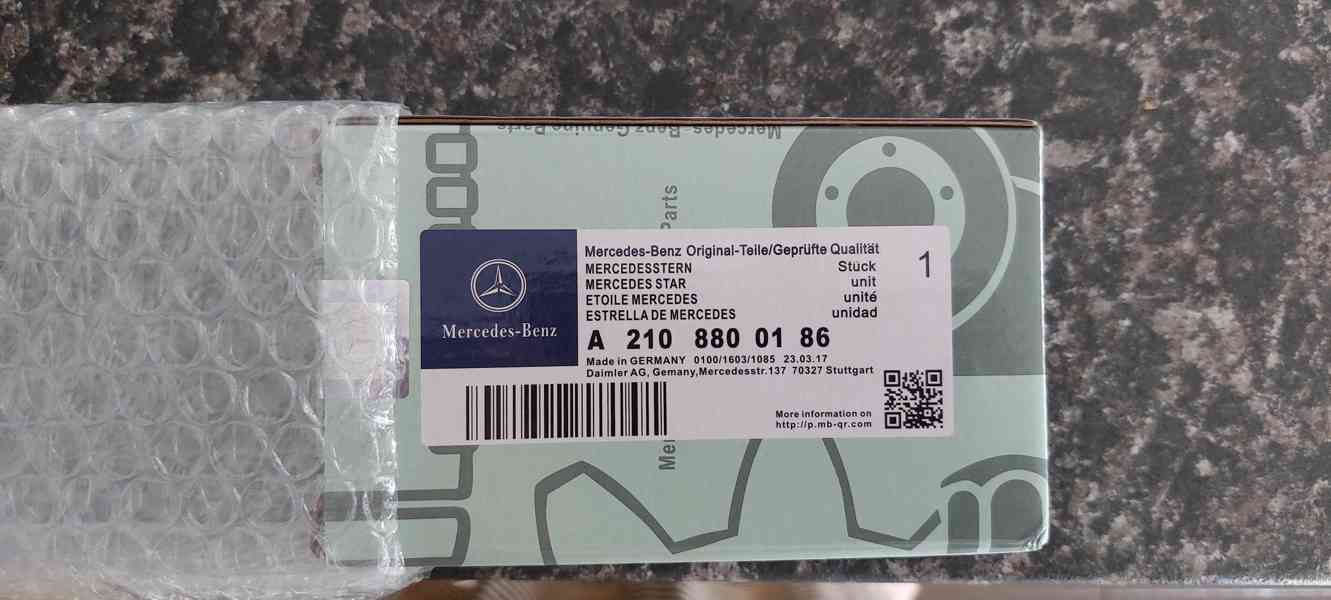 Mercedes-Benz Genuine Parts
Parts
Mercedes-Benz Original-Teile/Geprüfte Qualität
MERCEDESSTERN Stück 1
MERCEDES STAR unit
ETOILE MERCEDES unité
ESTRELLA DE MERCEDES unidad
Mercedes-Benz
A 210 880 01 86
Made in GERMANY 0100/1603/1085 23.03.17
Daimler AG, Gemany,Mercedesstr.137 70327 Stuttgart
More information on
http://p.mb-qr.com
Me